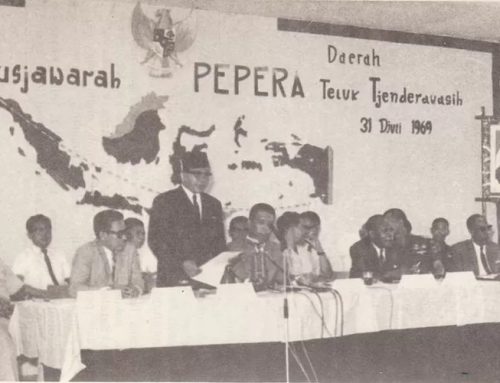 usjawarah PEPERA Daerah
Teluk Tjenderawasih
31 Djuli 1969